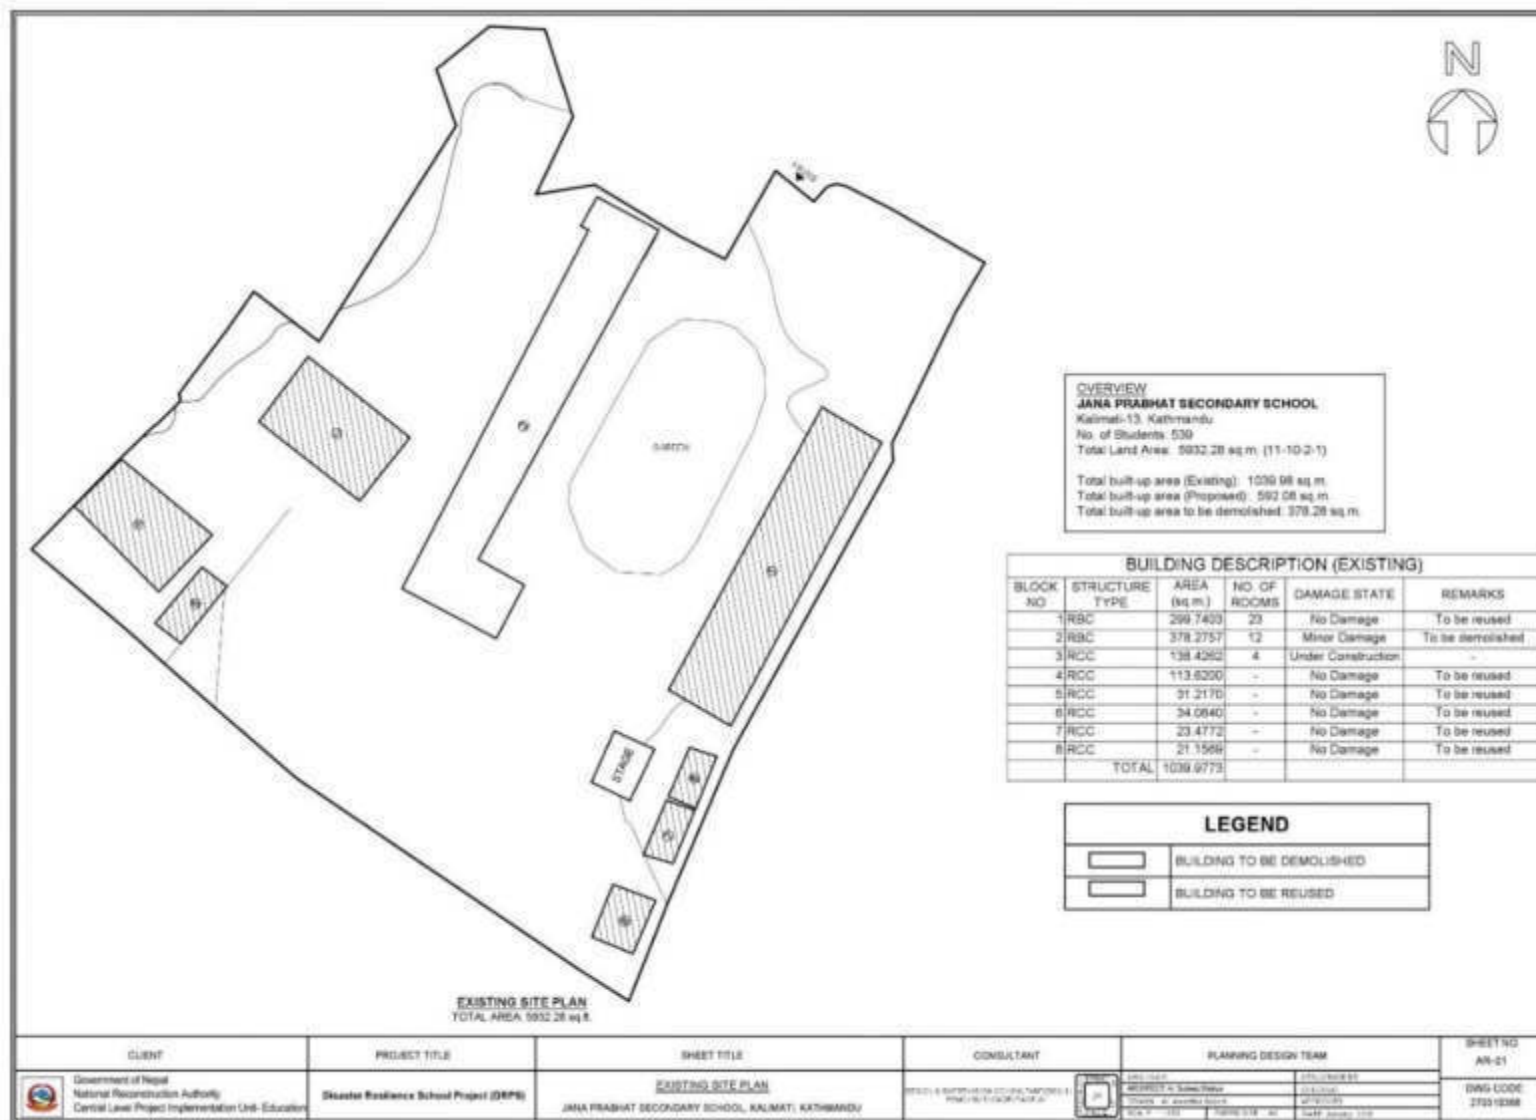 N
GARDEN
STAGE
OVERVIEW
JANA PRABHAT SECONDARY SCHOOL
Kalimati-13, Kathmandu
No. of Students: 539
Total Land Area: 5932.28 sq.m. (11-10-2-1)
Total built-up area (Existing): 1039.98 sq.m.
Total built-up area (Proposed): 592.08 sq.m.
Total built-up area to be demolished: 378.28 sq.m.
BUILDING DESCRIPTION (EXISTING)
BLOCK NO STRUCTURE TYPE AREA (sq.m.) NO. OF ROOMS DAMAGE STATE REMARKS
1 RBC 299.7403 23 No Damage To be reused
2 RBC 378.2757 12 Minor Damage To be demolished
3 RCC 138.4262 4 Under Construction -
4 RCC 113.6200 - No Damage To be reused
5 RCC 31.2170 - No Damage To be reused
6 RCC 34.0840 - No Damage To be reused
7 RCC 23.4772 - No Damage To be reused
8 RCC 21.1569 - No Damage To be reused
TOTAL 1039.9773
LEGEND
BUILDING TO BE DEMOLISHED
BUILDING TO BE REUSED
EXISTING SITE PLAN
TOTAL AREA: 5932.28 sq.ft.
CLIENT PROJECT TITLE SHEET TITLE CONSULTANT PLANNING DESIGN TEAM SHEET NO
AR-01
Government of Nepal
National Reconstruction Authority
Central Level Project Implementation Unit- Education
Disaster Resilience School Project (DRPS)
EXISTING SITE PLAN
JANA PRABHAT SECONDARY SCHOOL, KALIMATI, KATHMANDU
DWG CODE